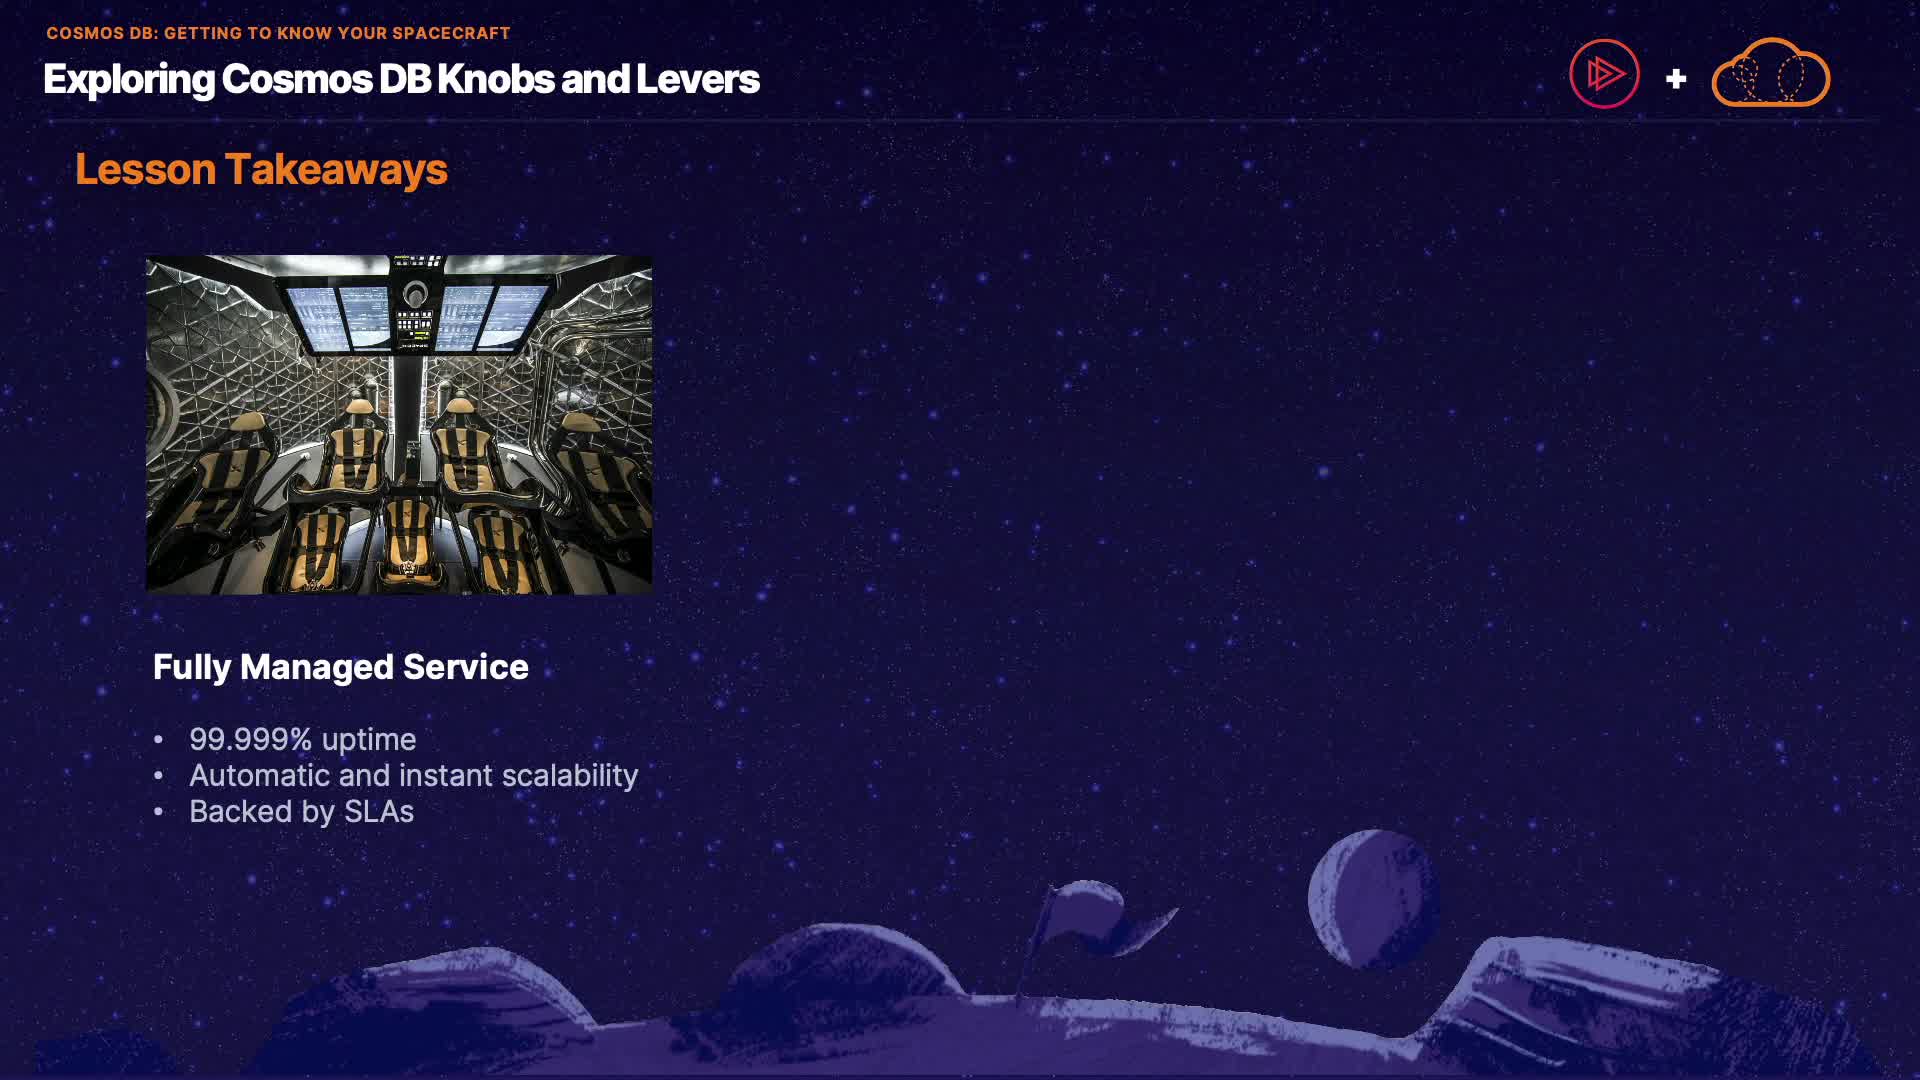 COSMOS DB: GETTING TO KNOW YOUR SPACECRAFT
Exploring Cosmos DB Knobs and Levers
+
Lesson Takeaways
Fully Managed Service
• 99.999% uptime
• Automatic and instant scalability
• Backed by SLAs